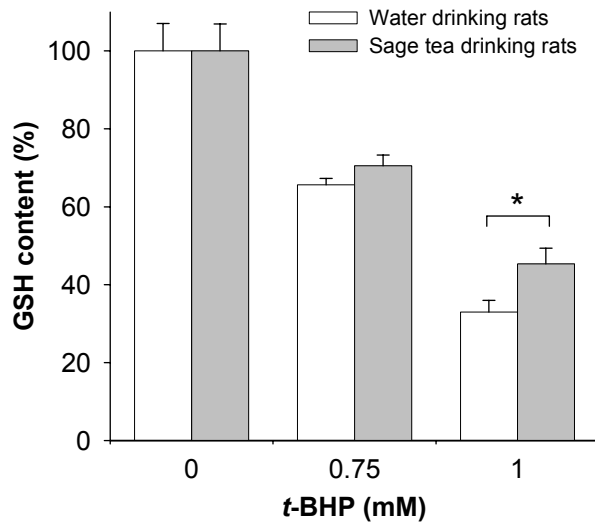 Water drinking rats
Sage tea drinking rats
100
80
60
40
20
0
GSH content (%)
*
0 0.75 1
t-BHP (mM)